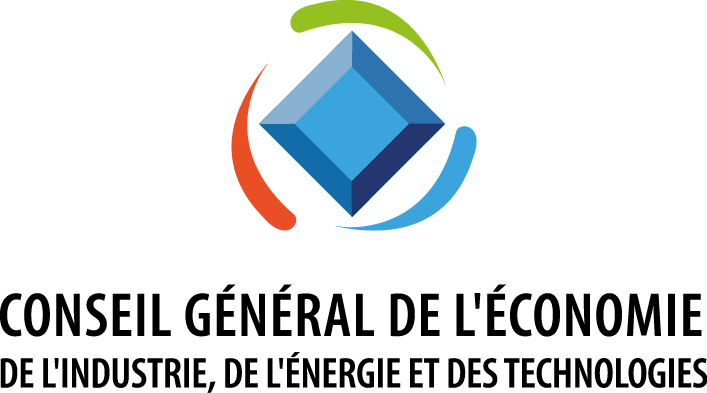 CONSEIL GÉNÉRAL DE L'ÉCONOMIE
DE L'INDUSTRIE, DE L'ÉNERGIE ET DES TECHNOLOGIES